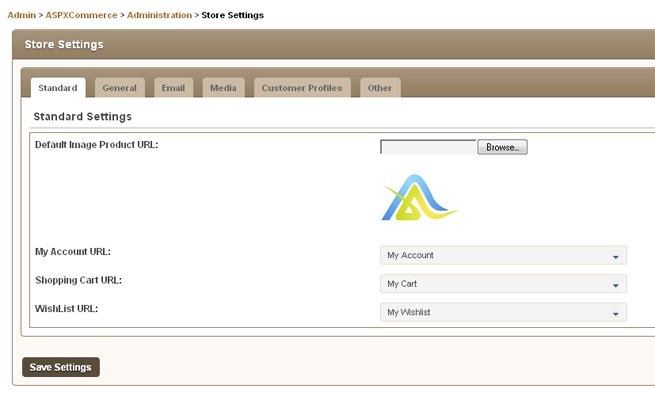 Admin > ASPXCommerce > Administration > Store Settings
Store Settings
Standard General Email Media Customer Profiles Other
Standard Settings
Default Image Product URL: Browse..
My Account URL: My Account
Shopping Cart URL: My Cart
WishList URL: My Wishlist
Save Settings